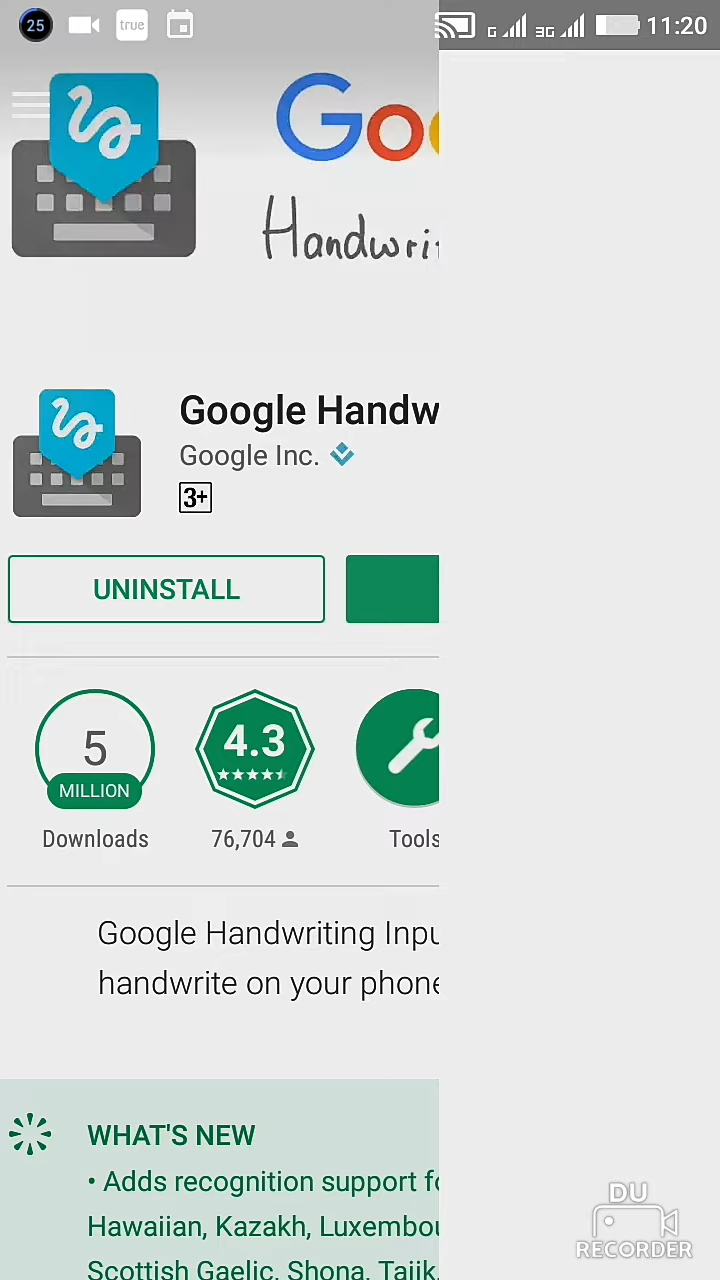 25
true
G
3G
11:20
Goo
Handwri
Google Handw
Google Inc.
3+
UNINSTALL
5
MILLION
4.3
Downloads
76,704
Tools
Google Handwriting Inpu
handwrite on your phone
WHAT'S NEW
• Adds recognition support fo
Hawaiian, Kazakh, Luxembou
Scottish Gaelic, Shona, Tajik,
DU
RECORDER